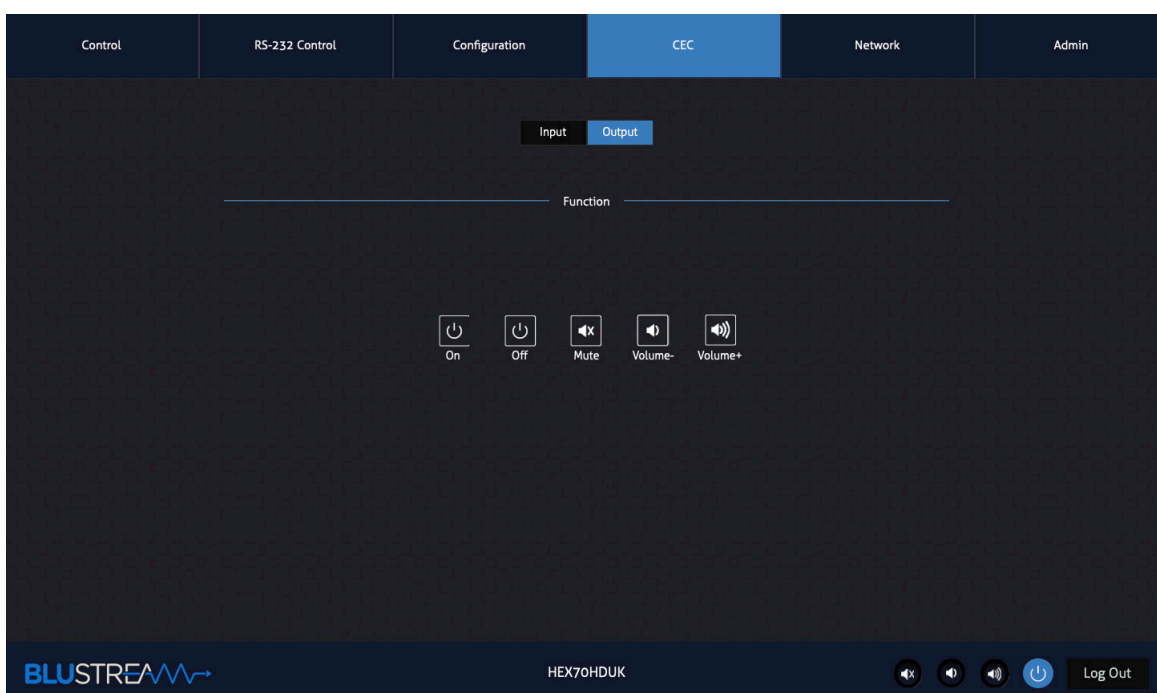 Control RS-232 Control Configuration CEC Network Admin
Input Output
Function
On Off Mute Volume- Volume+
BLUSTREAM HEX70HDUK Log Out